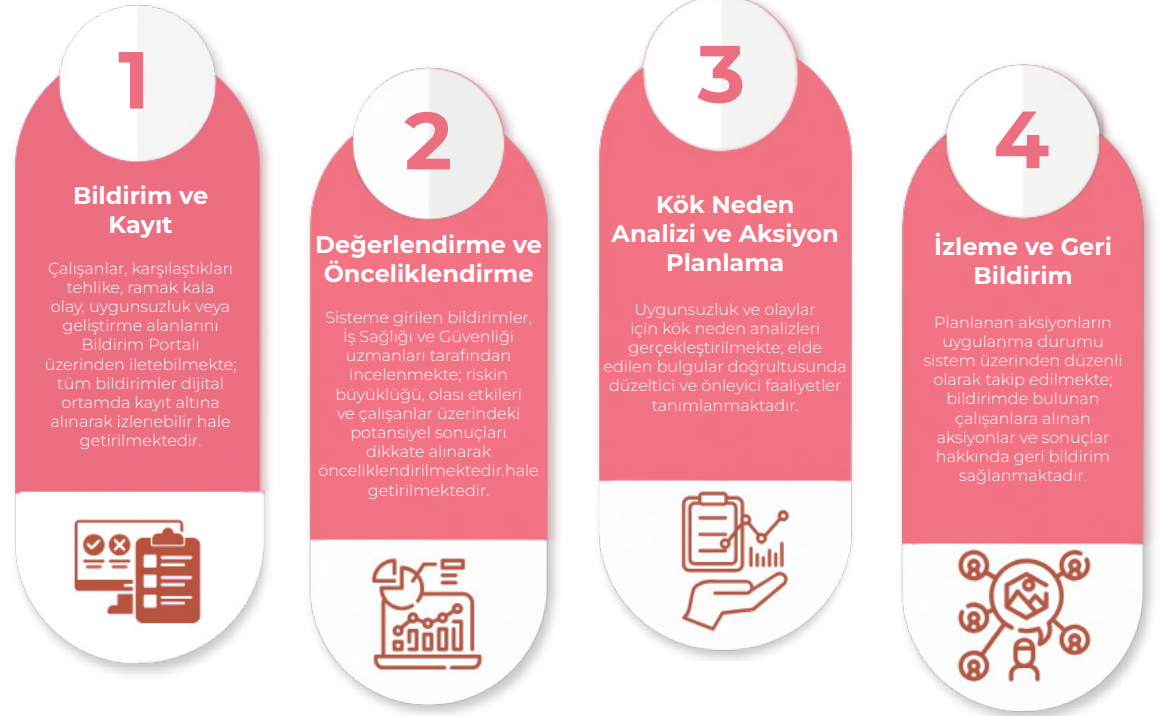 1
Bildirim ve
Kayıt
Çalışanlar, karşılaştıkları
tehlike, ramak kala
olay, uygunsuzluk veya
geliştirme alanlarını
Bildirim Portalı
üzerinden iletebilmekte;
tüm bildirimler dijital
ortamda kayıt altına
alınarak izlenebilir hale
getirilmektedir.
2
Değerlendirme ve
Önceliklendirme
Sisteme girilen bildirimler,
İş Sağlığı ve Güvenliği
uzmanları tarafından
incelenmekte; riskin
büyüklüğü, olası etkileri
ve çalışanlar üzerindeki
potansiyel sonuçları
dikkate alınarak
önceliklendirilmektedir.hale
getirilmektedir.
3
Kök Neden
Analizi ve Aksiyon
Planlama
Uygunsuzluk ve olaylar
için kök neden analizleri
gerçekleştirilmekte; elde
edilen bulgular doğrultusunda
düzeltici ve önleyici faaliyetler
tanımlanmaktadır.
4
İzleme ve Geri
Bildirim
Planlanan aksiyonların
uygulanma durumu
sistem üzerinden düzenli
olarak takip edilmekte;
bildirimde bulunan
çalışanlara alınan
aksiyonlar ve sonuçlar
hakkında geri bildirim
sağlanmaktadır.